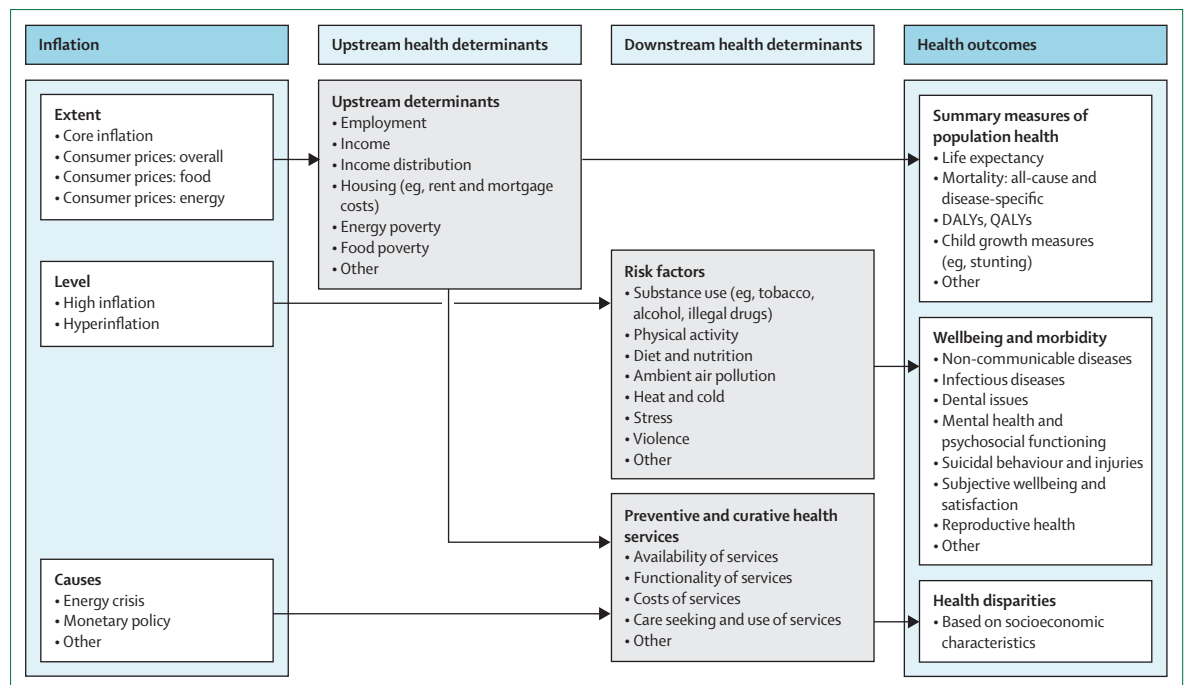 Inflation
Upstream health determinants
Downstream health determinants
Health outcomes
Extent
• Core inflation
• Consumer prices: overall
• Consumer prices: food
• Consumer prices: energy
Level
• High inflation
• Hyperinflation
Causes
• Energy crisis
• Monetary policy
• Other
Upstream determinants
• Employment
• Income
• Income distribution
• Housing (eg, rent and mortgage
costs)
• Energy poverty
• Food poverty
• Other
Risk factors
• Substance use (eg, tobacco,
alcohol, illegal drugs)
• Physical activity
• Diet and nutrition
• Ambient air pollution
• Heat and cold
• Stress
• Violence
• Other
Preventive and curative health
services
• Availability of services
• Functionality of services
• Costs of services
• Care seeking and use of services
• Other
Summary measures of
population health
• Life expectancy
• Mortality: all-cause and
disease-specific
• DALYs, QALYs
• Child growth measures
(eg, stunting)
• Other
Wellbeing and morbidity
• Non-communicable diseases
• Infectious diseases
• Dental issues
• Mental health and
psychosocial functioning
• Suicidal behaviour and injuries
• Subjective wellbeing and
satisfaction
• Reproductive health
• Other
Health disparities
• Based on socioeconomic
characteristics